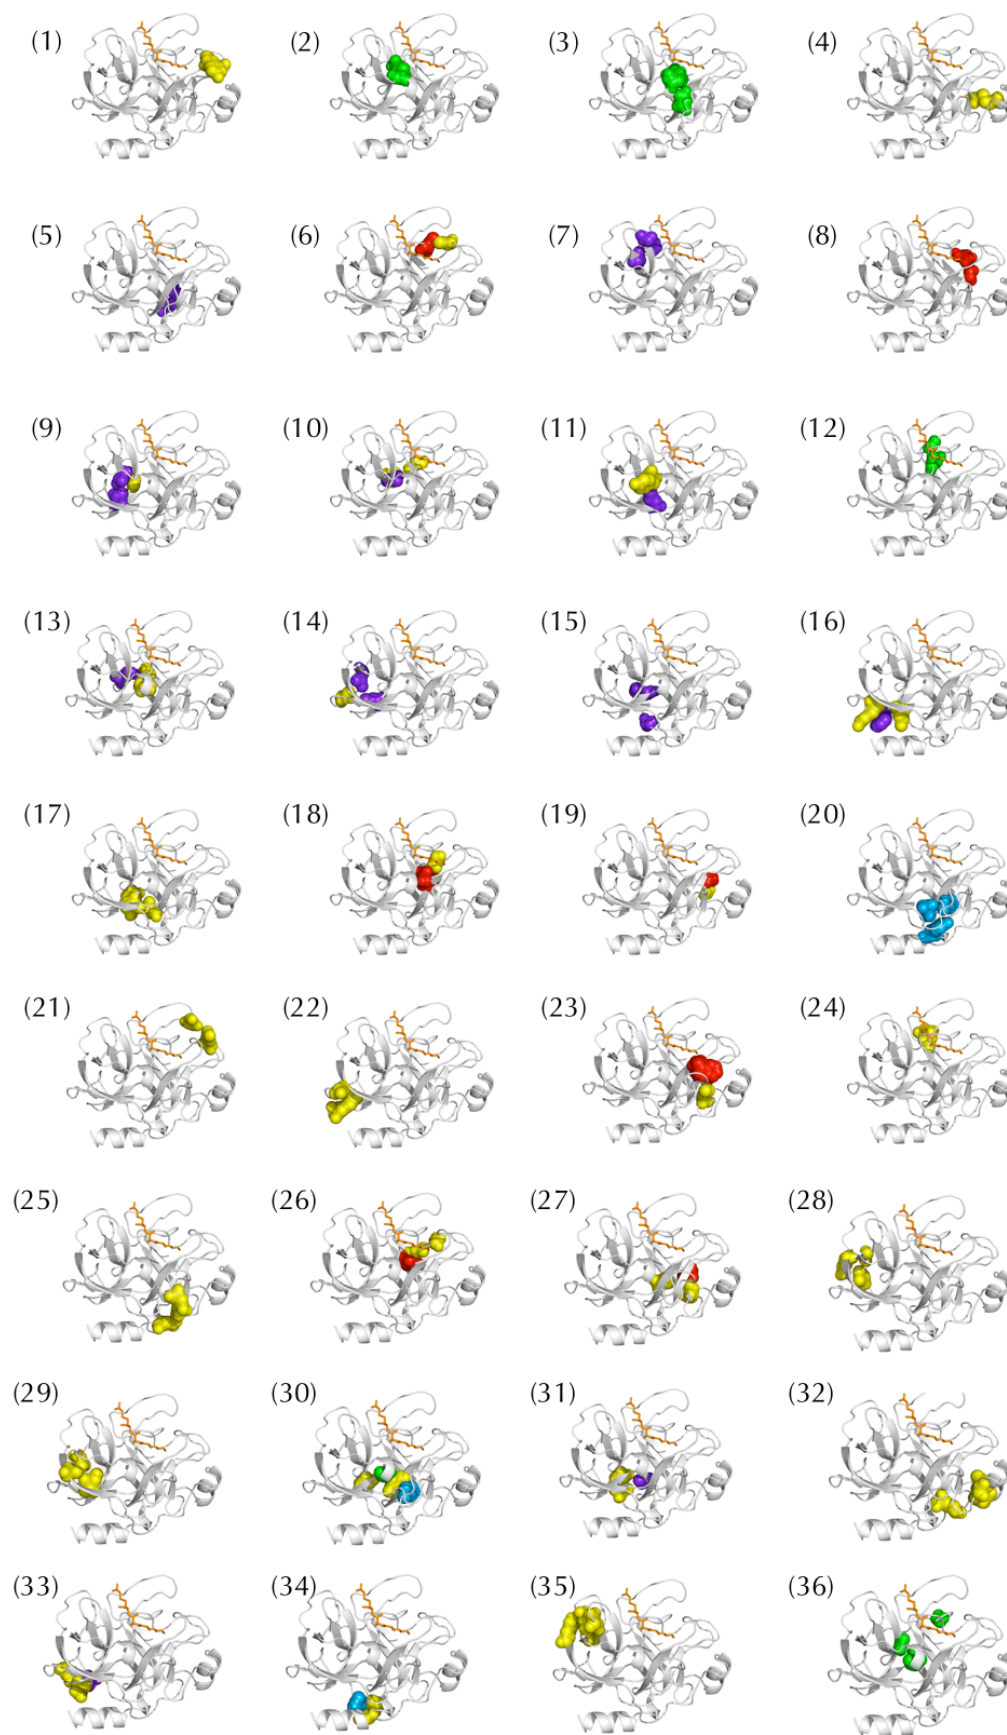 (1) (2) (3) (4)
(5) (6) (7) (8)
(9) (10) (11) (12)
(13) (14) (15) (16)
(17) (18) (19) (20)
(21) (22) (23) (24)
(25) (26) (27) (28)
(29) (30) (31) (32)
(33) (34) (35) (36)